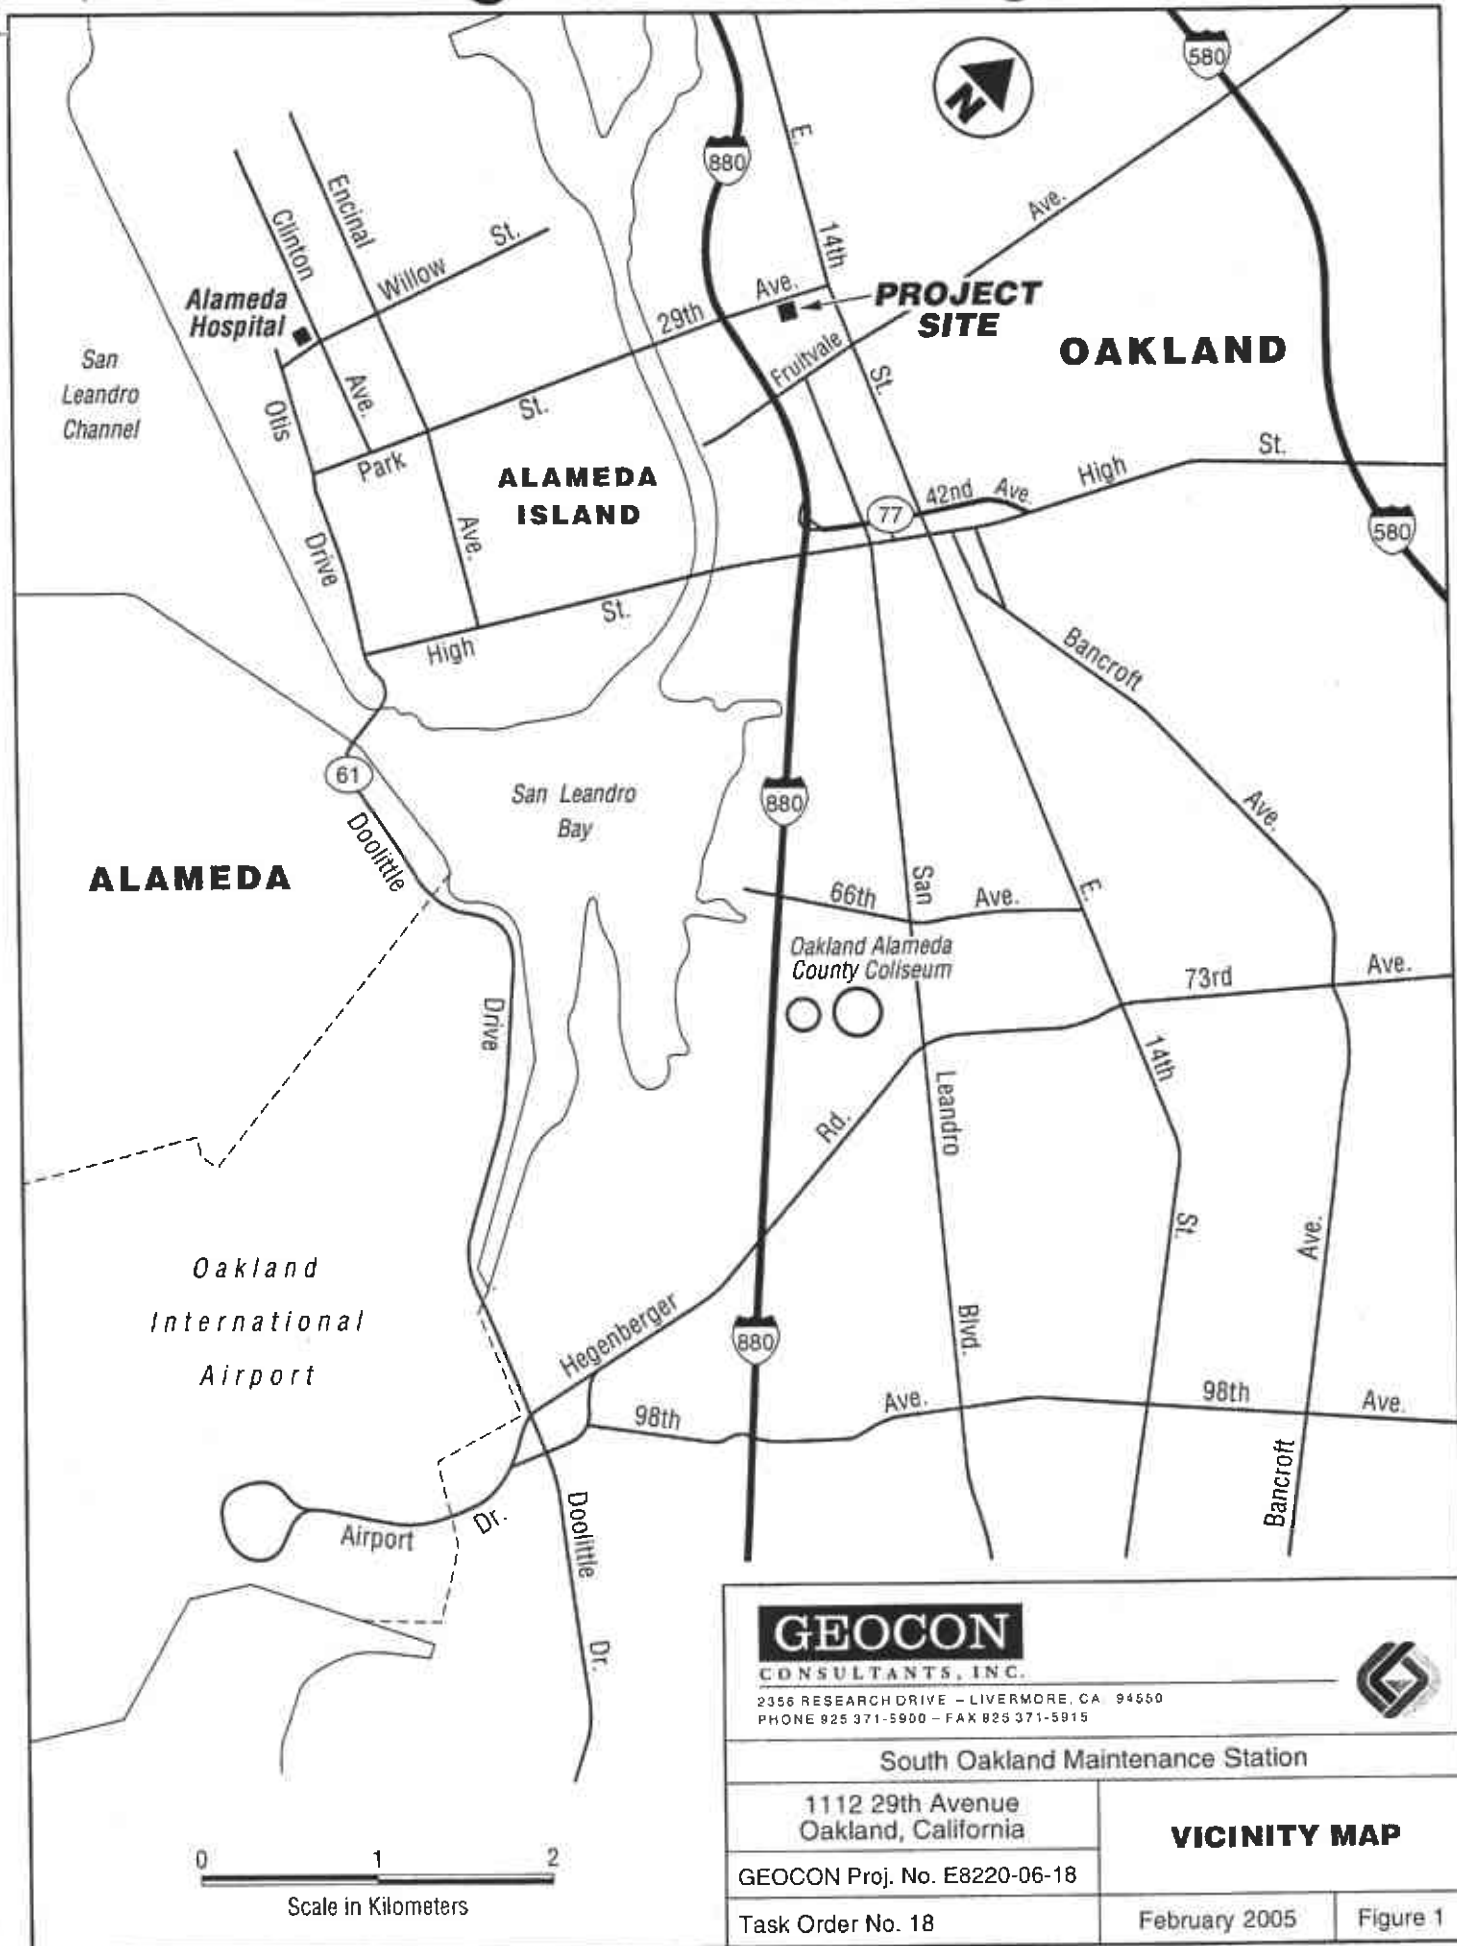 580
N
880
E.
Ave.
Encinal
Clinton
St.
Willow
14th
Alameda
Hospital
29th
Ave.
PROJECT
SITE
OAKLAND
San
Leandro
Channel
Fruitvale
St.
Ave.
Otis
St.
Park
ALAMEDA
ISLAND
High
St.
42nd Ave.
77
580
Ave.
Drive
St.
High
Bancroft
61
San Leandro
Bay
880
Ave.
Doolittle
ALAMEDA
66th
San
Ave.
E.
Oakland Alameda
County Coliseum
73rd
Ave.
Drive
14th
Leandro
Rd.
St.
Ave.
Oakland
International
Airport
Hegenberger
880
Blvd.
98th
Ave.
98th
Ave.
Bancroft
Airport
Dr.
Doolittle
Dr.
GEOCON
CONSULTANTS, INC.
2356 RESEARCH DRIVE – LIVERMORE, CA 94550
PHONE 925 371-5900 – FAX 925 371-5915
South Oakland Maintenance Station
1112 29th Avenue
Oakland, California
VICINITY MAP
GEOCON Proj. No. E8220-06-18
Task Order No. 18
February 2005
Figure 1
0 1 2
Scale in Kilometers